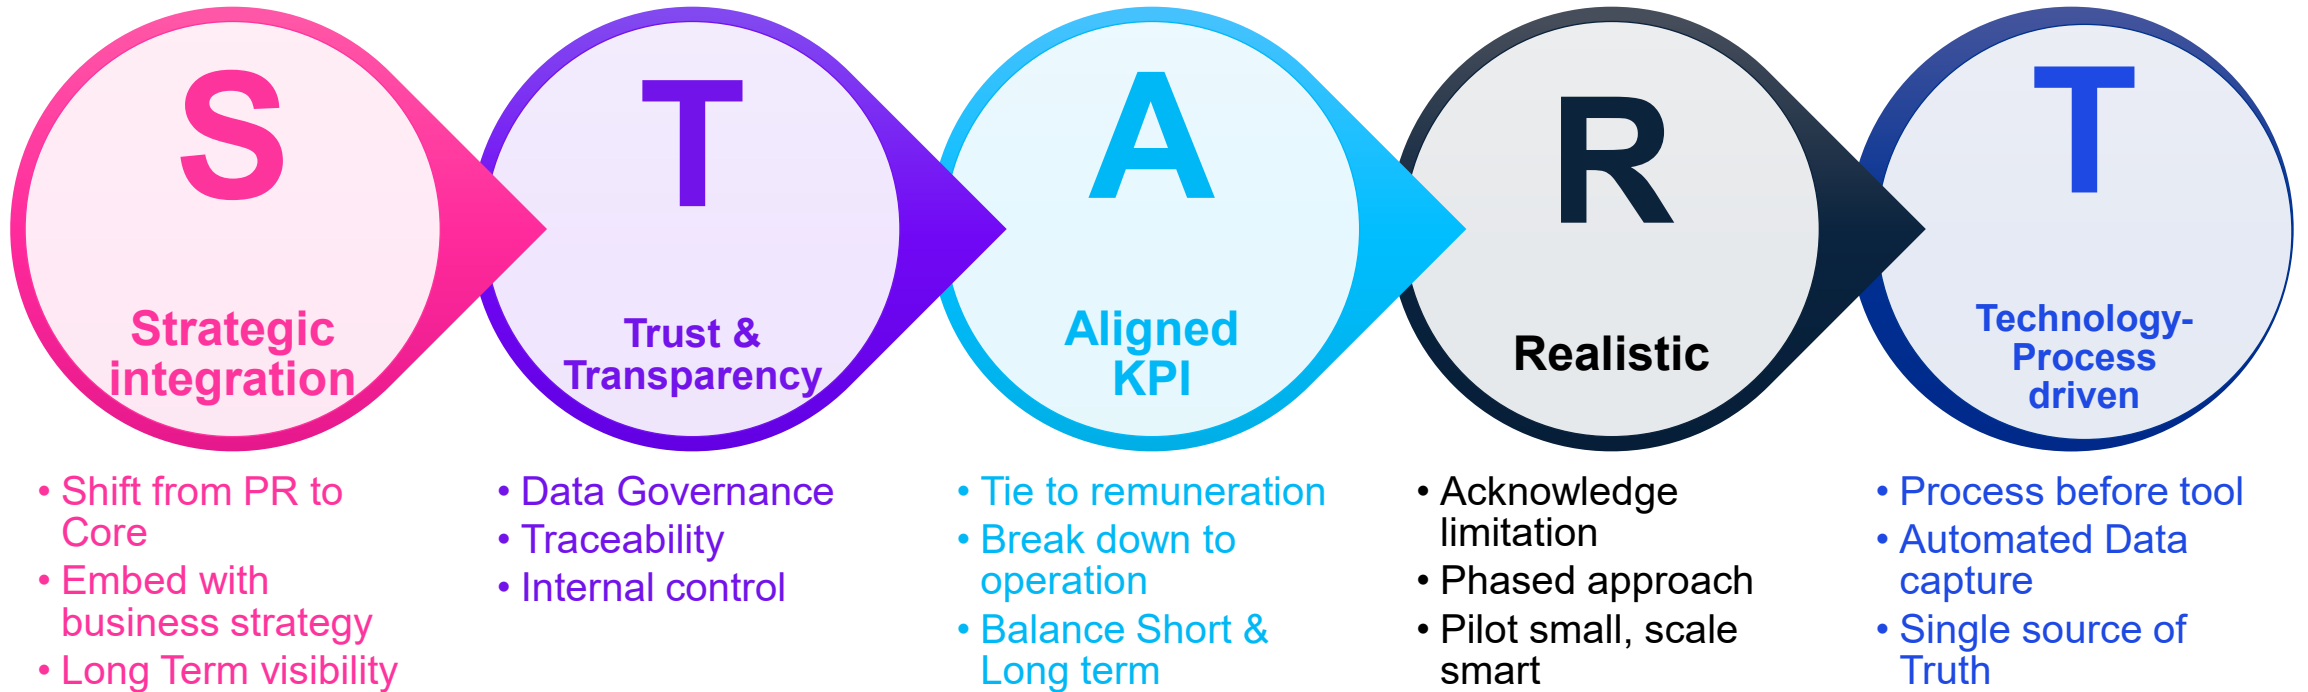 S
Strategic
integration
• Shift from PR to
Core
• Embed with
business strategy
• Long Term visibility
T
Trust &
Transparency
• Data Governance
• Traceability
• Internal control
A
Aligned
KPI
• Tie to remuneration
• Break down to
operation
• Balance Short &
Long term
R
Realistic
• Acknowledge
limitation
• Phased approach
• Pilot small, scale
smart
T
Technology-
Process
driven
• Process before tool
• Automated Data
capture
• Single source of
Truth